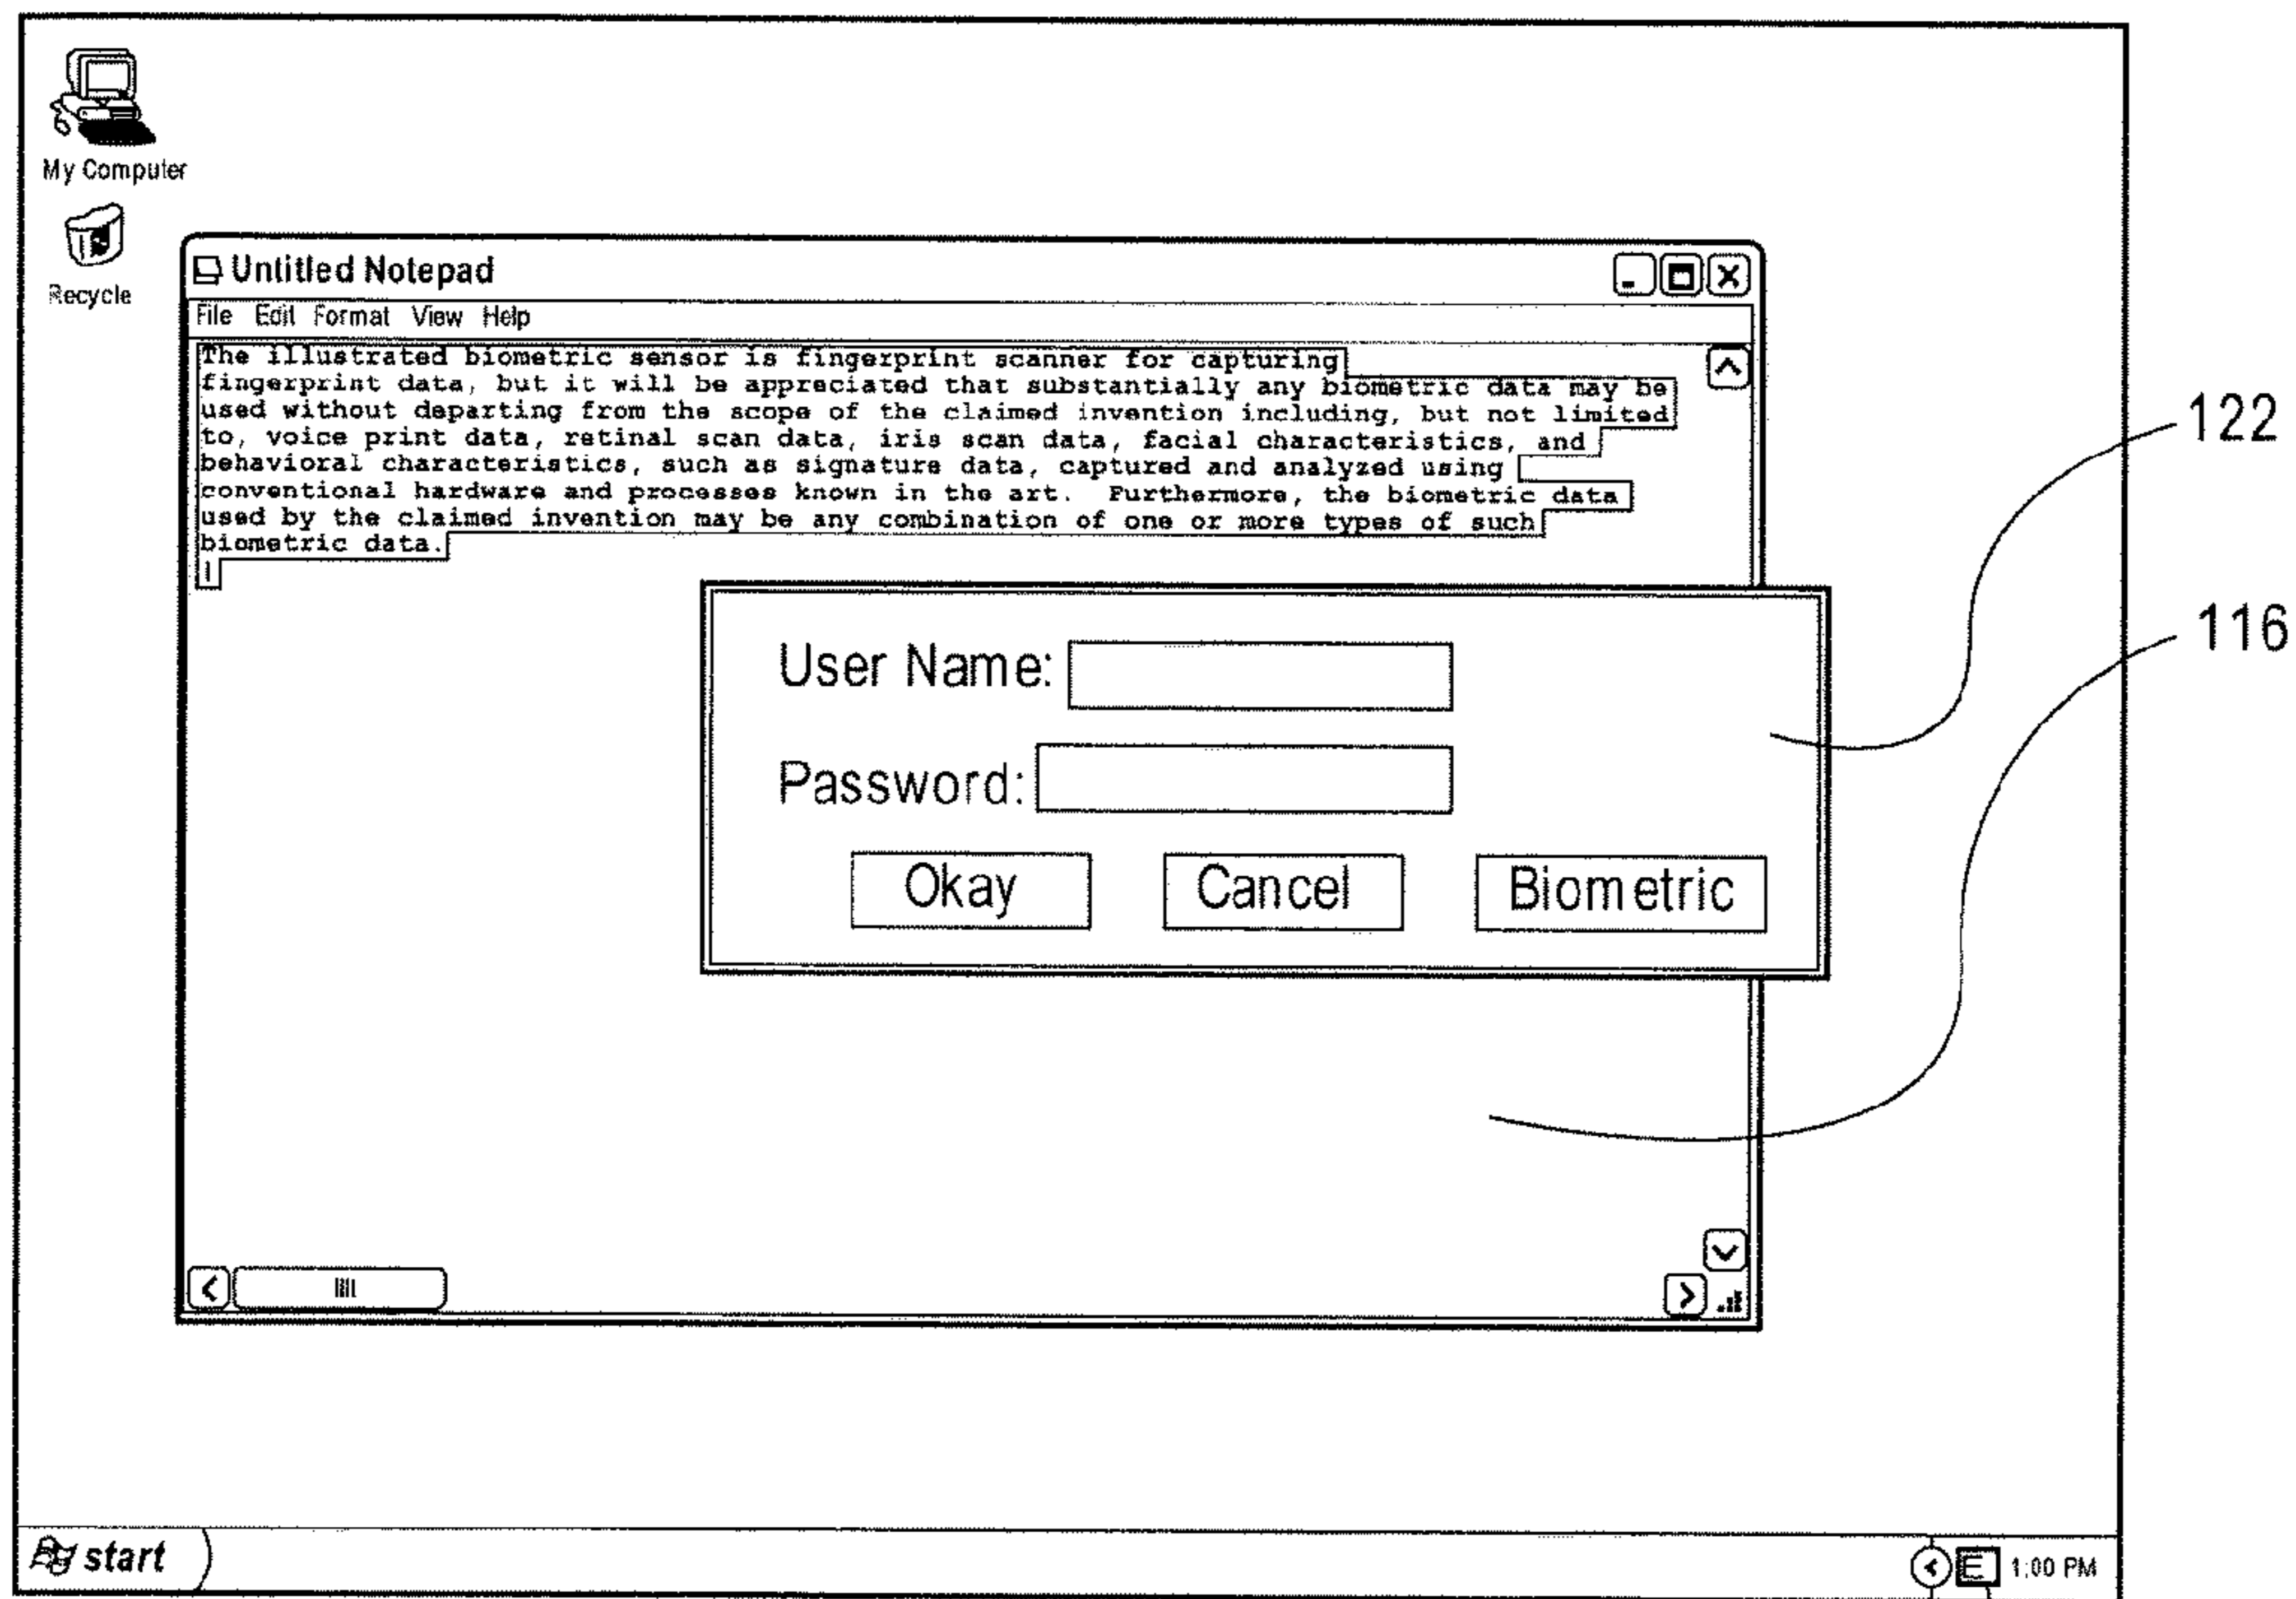 My Computer
Recycle
Untitled Notepad
File Edit Format View Help
The illustrated biometric sensor is fingerprint scanner for capturing
fingerprint data, but it will be appreciated that substantially any biometric data may be
used without departing from the scope of the claimed invention including, but not limited
to, voice print data, retinal scan data, iris scan data, facial characteristics, and
behavioral characteristics, such as signature data, captured and analyzed using
conventional hardware and processes known in the art. Furthermore, the biometric data
used by the claimed invention may be any combination of one or more types of such
biometric data.
122
116
User Name:
Password:
Okay Cancel Biometric
start
E 1:00 PM